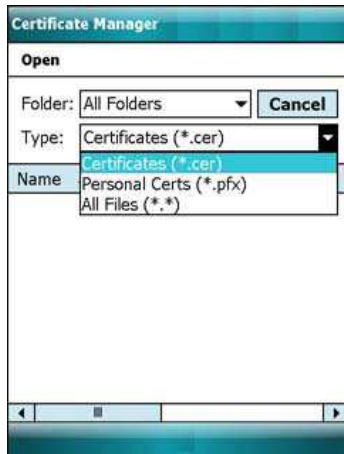 Certificate Manager
Open
Folder: All Folders Cancel
Type: Certificates (*.cer)
Certificates (*.cer)
Name
Personal Certs (*.pfx)
All Files (*.*)